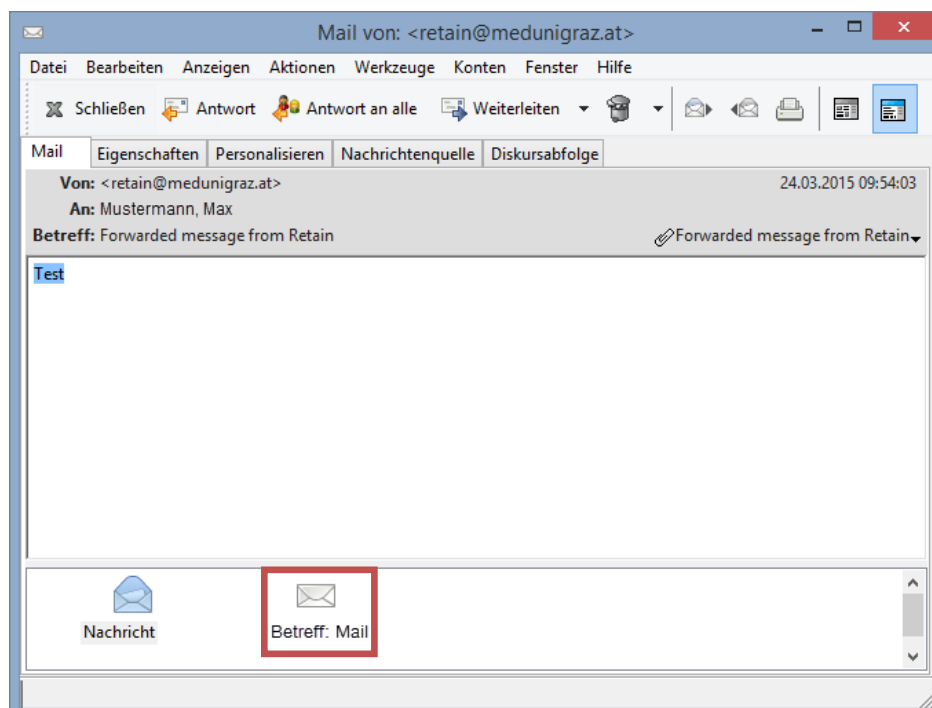 Mail von: <retain@medunigraz.at>
Datei Bearbeiten Anzeigen Aktionen Werkzeuge Konten Fenster Hilfe
Schließen Antwort Antwort an alle Weiterleiten
Mail Eigenschaften Personalisieren Nachrichtenquelle Diskursabfolge
Von: <retain@medunigraz.at> 24.03.2015 09:54:03
An: Mustermann, Max
Betreff: Forwarded message from Retain Forwarded message from Retain
Test
Nachricht Betreff: Mail